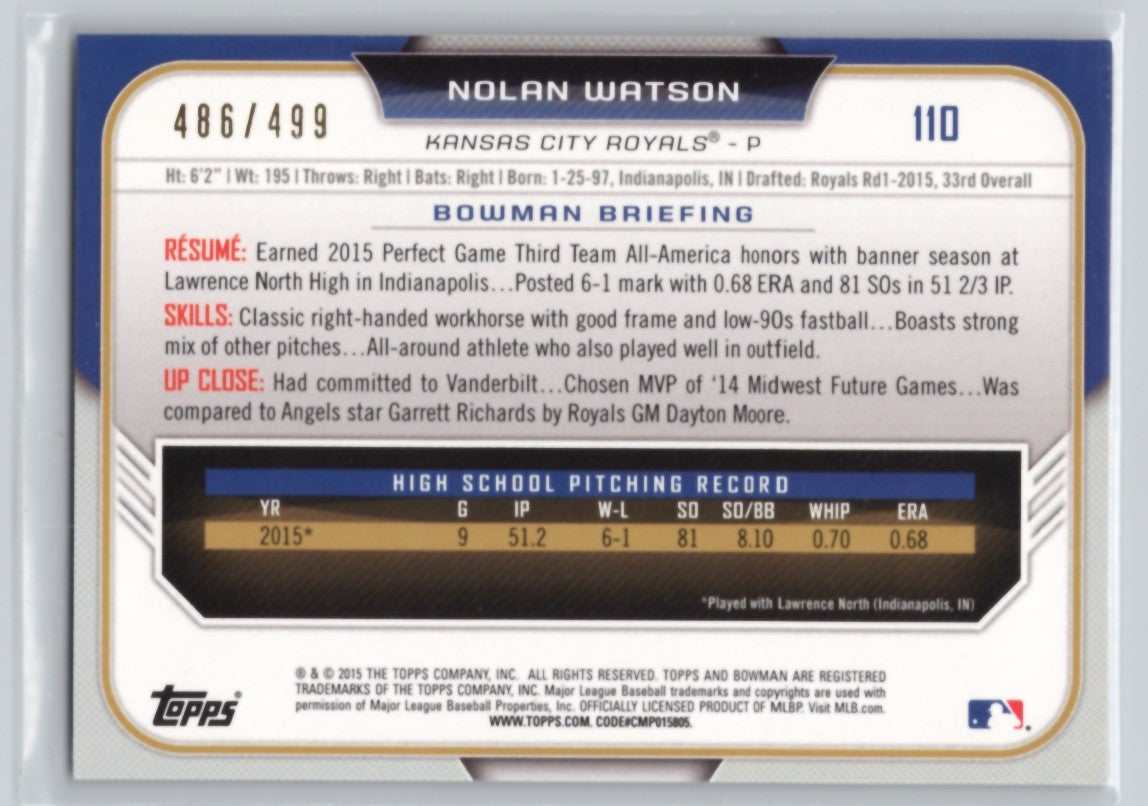 NOLAN WATSON
486/499
110
KANSAS CITY ROYALS® - P
Ht: 6'2" | Wt: 195 | Throws: Right | Bats: Right | Born: 1-25-97, Indianapolis, IN | Drafted: Royals Rd1-2015, 33rd Overall
BOWMAN BRIEFING
RÉSUMÉ: Earned 2015 Perfect Game Third Team All-America honors with banner season at
Lawrence North High in Indianapolis...Posted 6-1 mark with 0.68 ERA and 81 SOs in 51 2/3 IP.
SKILLS: Classic right-handed workhorse with good frame and low-90s fastball...Boasts strong
mix of other pitches...All-around athlete who also played well in outfield.
UP CLOSE: Had committed to Vanderbilt...Chosen MVP of '14 Midwest Future Games...Was
compared to Angels star Garrett Richards by Royals GM Dayton Moore.
HIGH SCHOOL PITCHING RECORD
YR G IP W-L SO SO/BB WHIP ERA
2015* 9 51.2 6-1 81 8.10 0.70 0.68
*Played with Lawrence North (Indianapolis, IN)
® & © 2015 THE TOPPS COMPANY, INC. ALL RIGHTS RESERVED. TOPPS AND BOWMAN ARE REGISTERED
TRADEMARKS OF THE TOPPS COMPANY, INC. Major League Baseball trademarks and copyrights are used with
permission of Major League Baseball Properties, Inc. OFFICIALLY LICENSED PRODUCT OF MLBP. Visit MLB.com.
WWW.TOPPS.COM. CODE#CMP015805.
Topps®